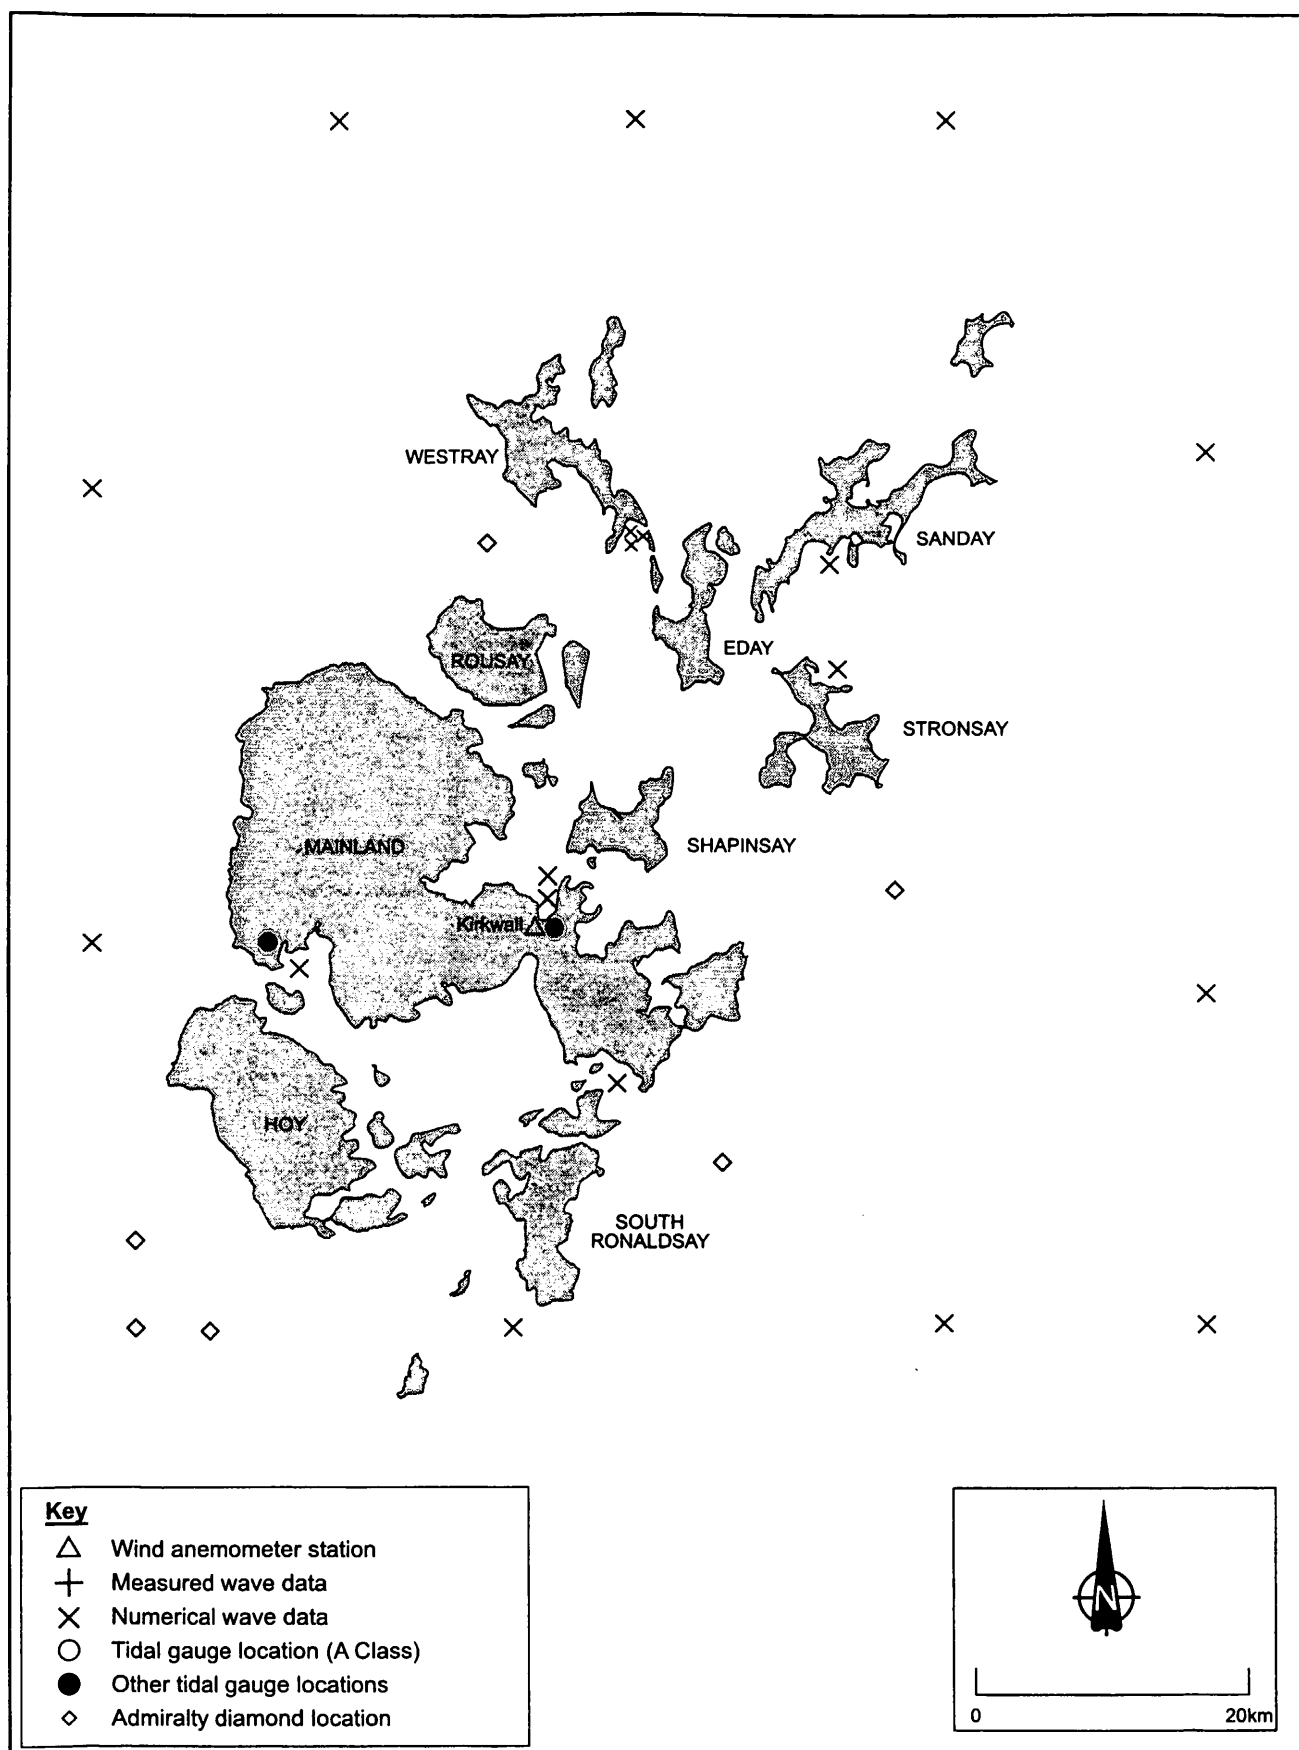 WESTRAY
SANDAY
EDAY
ROUSAY
STRONSAY
MAINLAND
SHAPINSAY
Kirkwall
HOY
SOUTH
RONALDSAY
Key
Wind anemometer station
Measured wave data
Numerical wave data
Tidal gauge location (A Class)
Other tidal gauge locations
Admiralty diamond location
N
0 20km